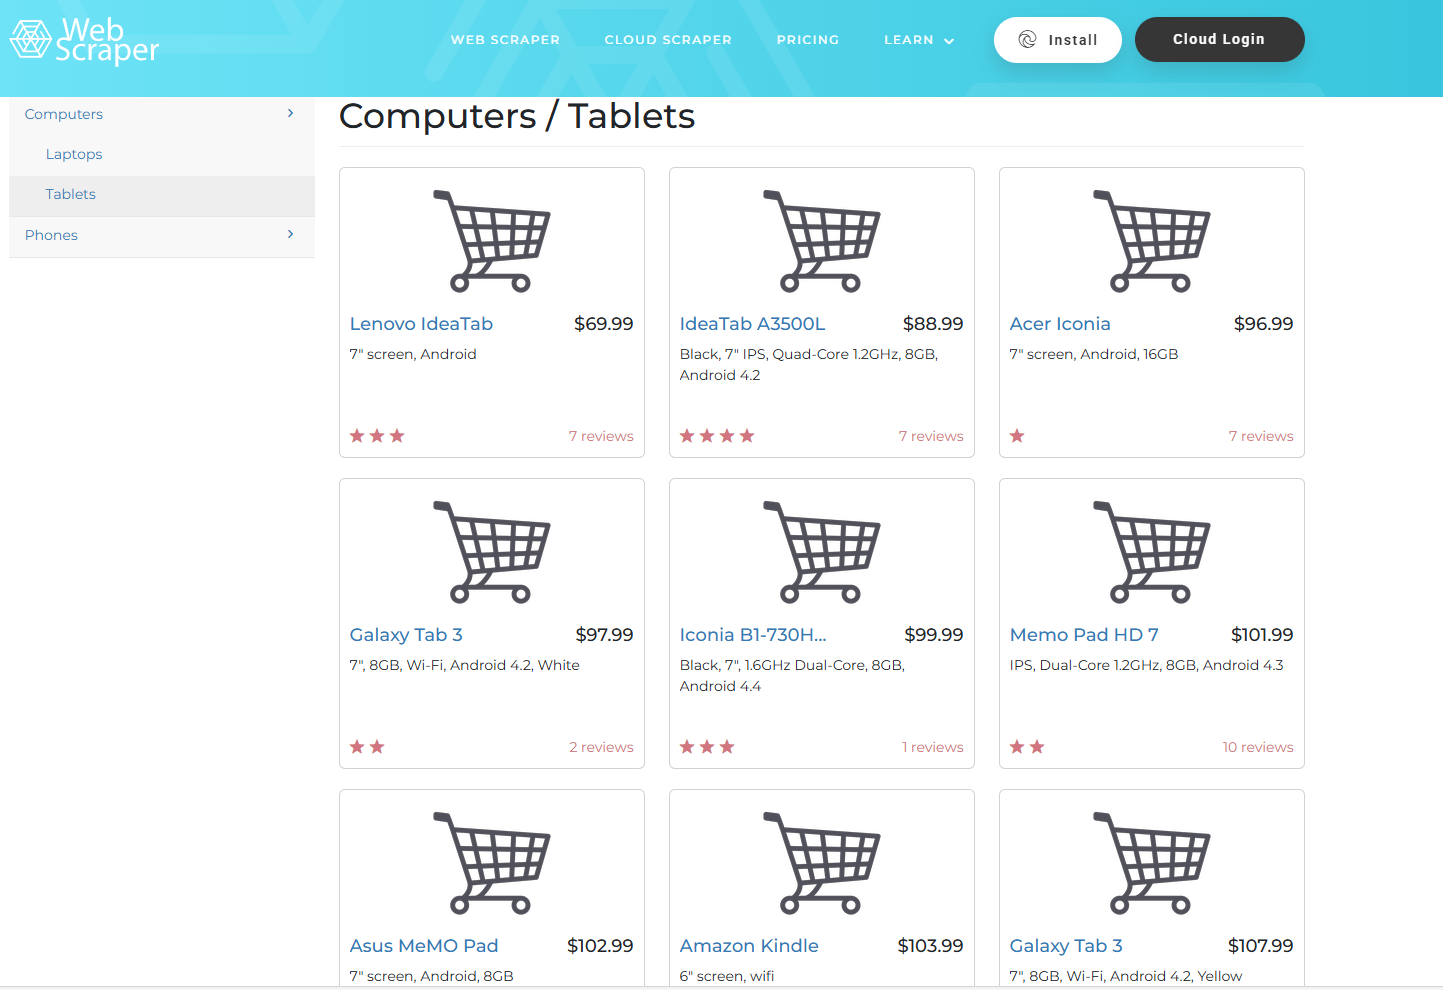 Web
Scraper
WEB SCRAPER
CLOUD SCRAPER
PRICING
LEARN
Install
Cloud Login
Computers
Laptops
Tablets
Phones
Computers / Tablets
Lenovo IdeaTab
$69.99
7" screen, Android
7 reviews
IdeaTab A3500L
$88.99
Black, 7" IPS, Quad-Core 1.2GHz, 8GB,
Android 4.2
7 reviews
Acer Iconia
$96.99
7" screen, Android, 16GB
7 reviews
Galaxy Tab 3
$97.99
7", 8GB, Wi-Fi, Android 4.2, White
2 reviews
Iconia B1-730H...
$99.99
Black, 7", 1.6GHz Dual-Core, 8GB,
Android 4.4
1 reviews
Memo Pad HD 7
$101.99
IPS, Dual-Core 1.2GHz, 8GB, Android 4.3
10 reviews
Asus MeMO Pad
$102.99
7" screen, Android, 8GB
Amazon Kindle
$103.99
6" screen, wifi
Galaxy Tab 3
$107.99
7", 8GB, Wi-Fi, Android 4.2, Yellow